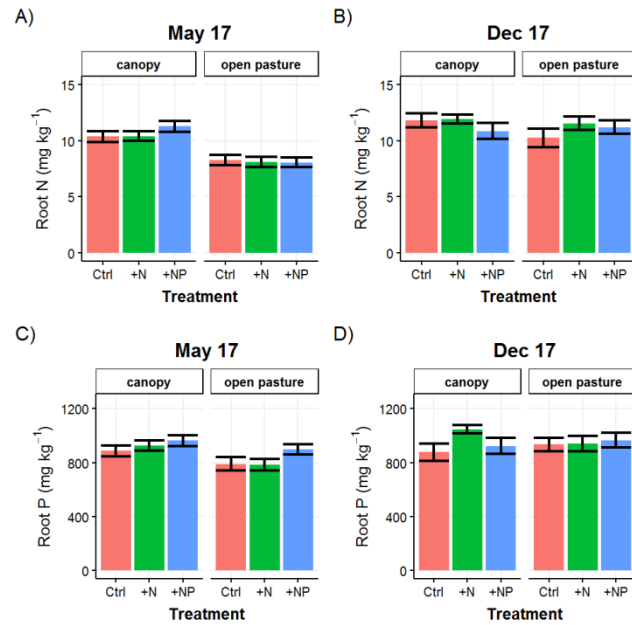 A)
May 17
canopy
open pasture
Root N (mg kg⁻¹)
15
10
5
0
Ctrl +N +NP Ctrl +N +NP
Treatment
B)
Dec 17
canopy
open pasture
Root N (mg kg⁻¹)
15
10
5
0
Ctrl +N +NP Ctrl +N +NP
Treatment
C)
May 17
canopy
open pasture
Root P (mg kg⁻¹)
1200
800
400
0
Ctrl +N +NP Ctrl +N +NP
Treatment
D)
Dec 17
canopy
open pasture
Root P (mg kg⁻¹)
1200
800
400
0
Ctrl +N +NP Ctrl +N +NP
Treatment